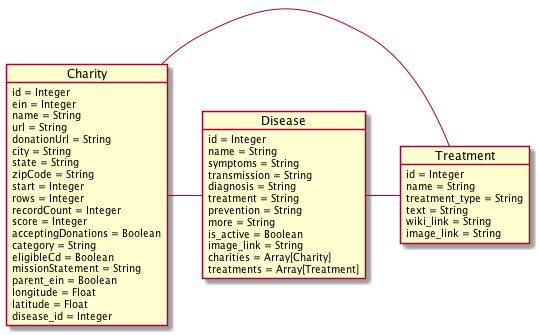 Charity
id = Integer
ein = Integer
name = String
url = String
donationUrl = String
city = String
state = String
zipCode = String
start = Integer
rows = Integer
recordCount = Integer
score = Integer
acceptingDonations = Boolean
category = String
eligibleCd = Boolean
missionStatement = String
parent_ein = Boolean
longitude = Float
latitude = Float
disease_id = Integer
Disease
id = Integer
name = String
symptoms = String
transmission = String
diagnosis = String
treatment = String
prevention = String
more = String
is_active = Boolean
image_link = String
charities = Array[Charity]
treatments = Array[Treatment]
Treatment
id = Integer
name = String
treatment_type = String
text = String
wiki_link = String
image_link = String